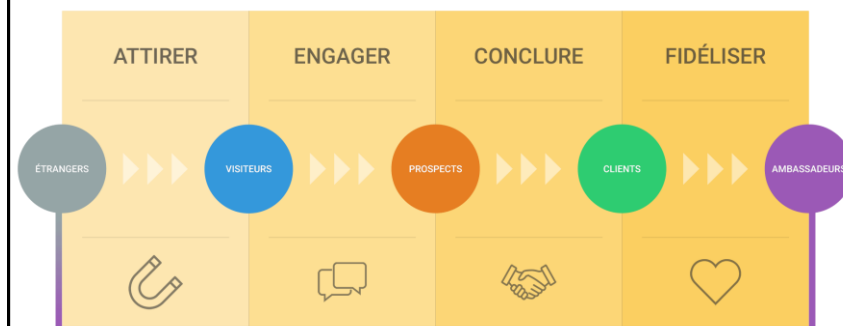 ATTIRER
ENGAGER
CONCLURE
FIDÉLISER
ÉTRANGERS
VISITEURS
PROSPECTS
CLIENTS
AMBASSADEURS